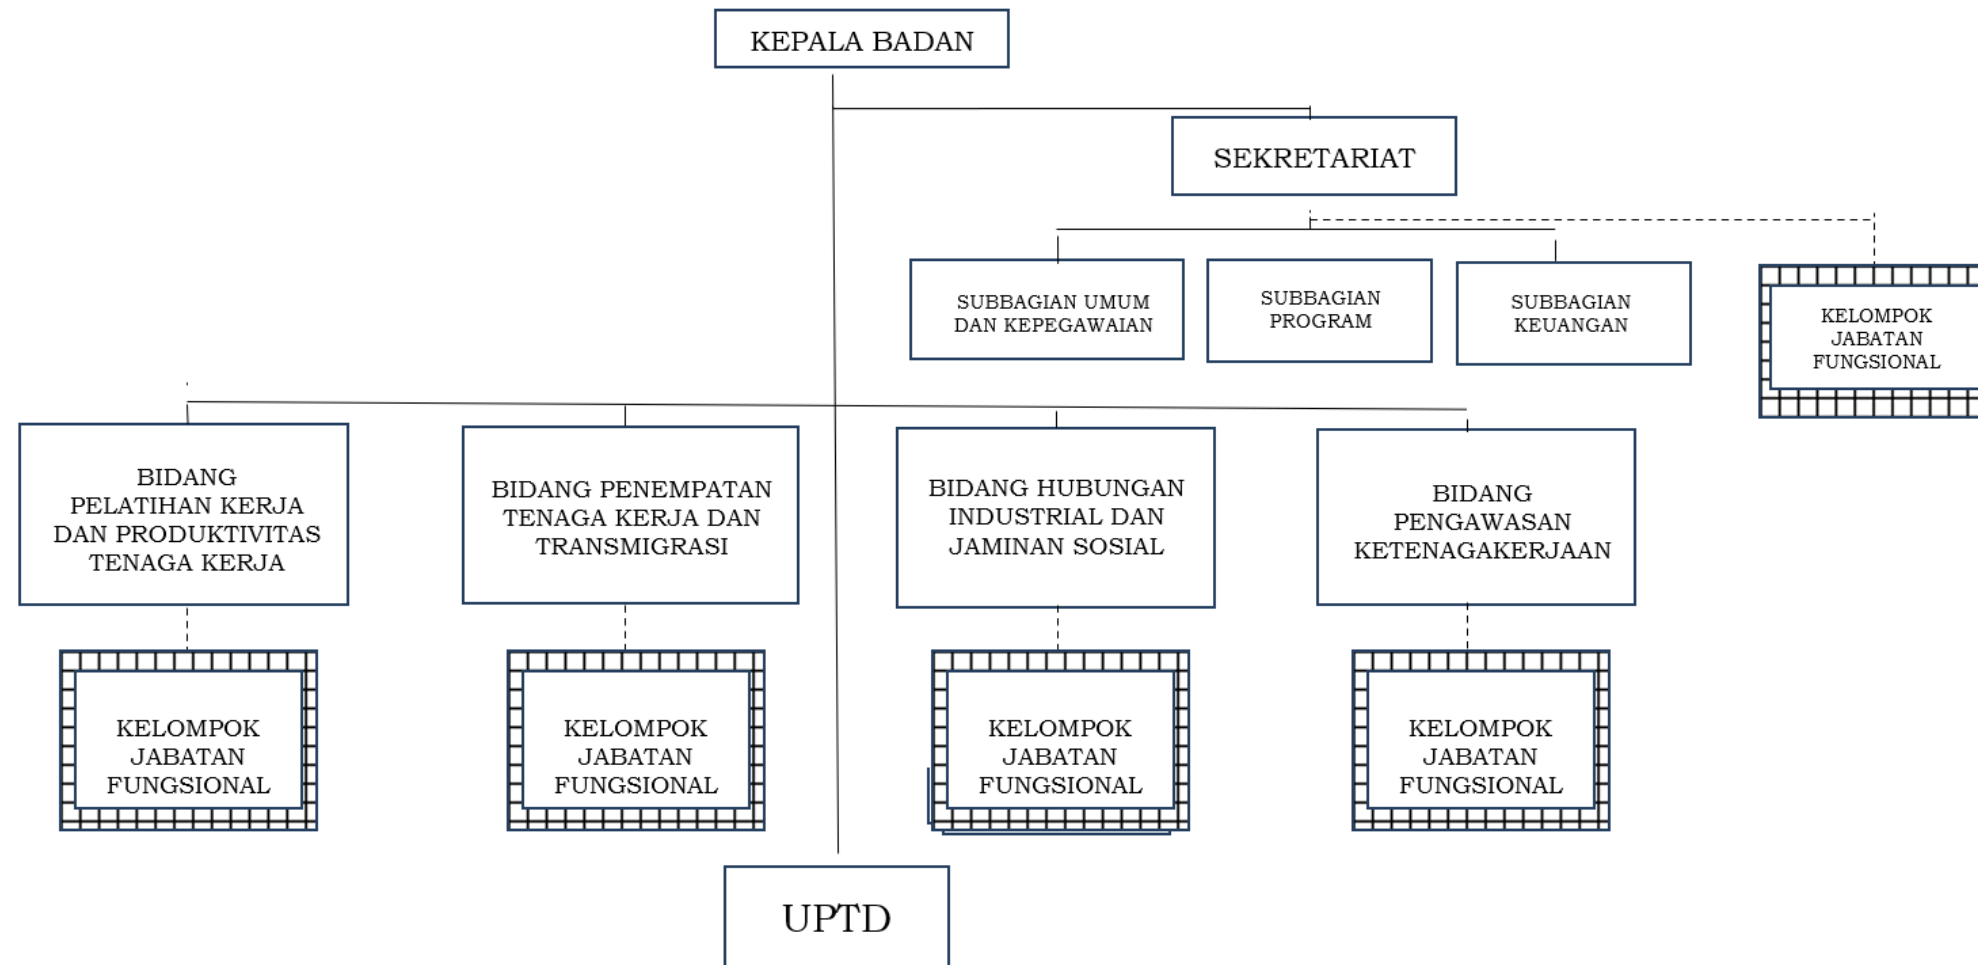 KEPALA BADAN
SEKRETARIAT
SUBBAGIAN UMUM
DAN KEPEGAWAIAN
SUBBAGIAN
PROGRAM
SUBBAGIAN
KEUANGAN
KELOMPOK
JABATAN
FUNGSIONAL
BIDANG
PELATIHAN KERJA
DAN PRODUKTIVITAS
TENAGA KERJA
BIDANG PENEMPATAN
TENAGA KERJA DAN
TRANSMIGRASI
BIDANG HUBUNGAN
INDUSTRIAL DAN
JAMINAN SOSIAL
BIDANG
PENGAWASAN
KETENAGAKERJAAN
KELOMPOK
JABATAN
FUNGSIONAL
KELOMPOK
JABATAN
FUNGSIONAL
KELOMPOK
JABATAN
FUNGSIONAL
KELOMPOK
JABATAN
FUNGSIONAL
UPTD